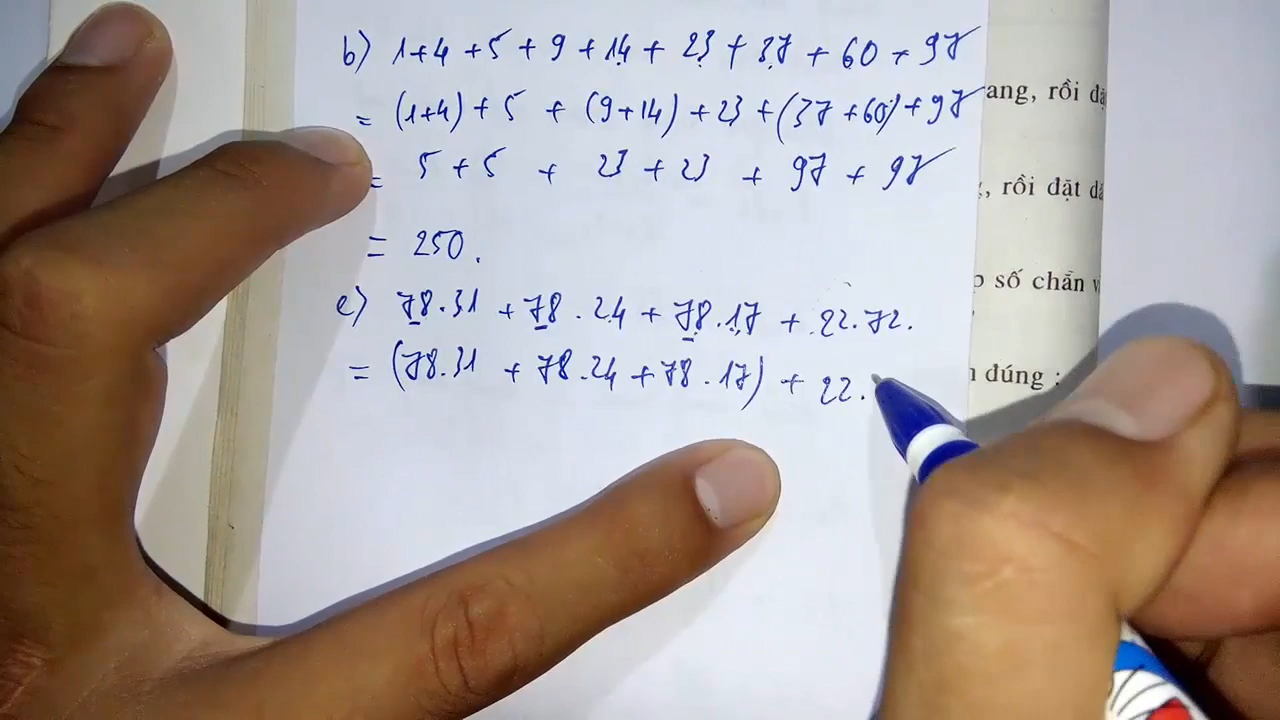 b) 1+4+5+9+14+23+37+60+97
= (1+4)+5+(9+14)+23+(37+60)+97
= 5+5+23+23+97+97
= 250.
c) 78.31+78.24+78.17+22.72.
= (78.31+78.24+78.17)+22.
ang, rồi đặ
, rồi đặt dấ
số chẵn v
đúng :